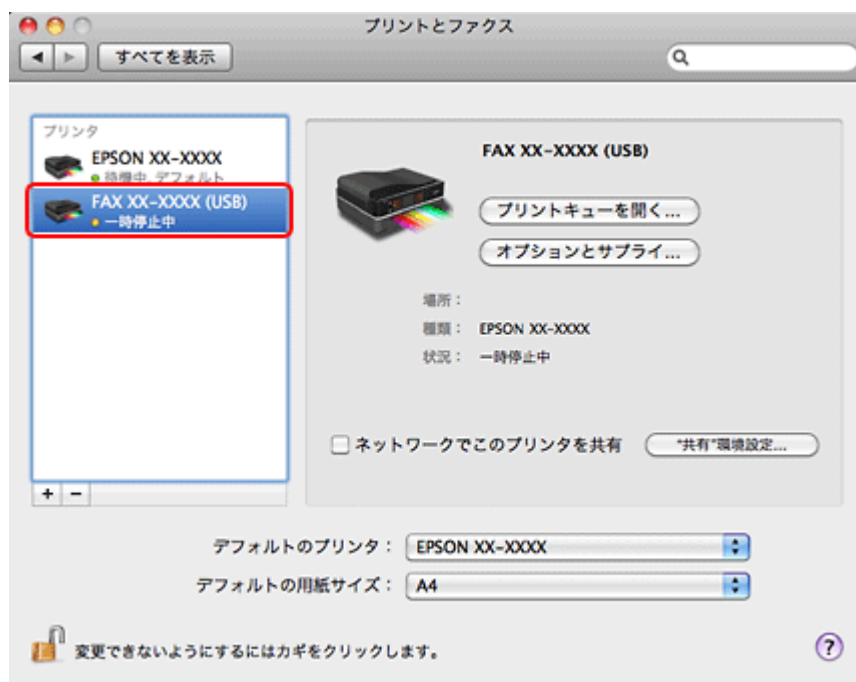 プリントとファクス
すべてを表示
プリンタ
EPSON XX-XXXX
待機中, デフォルト
FAX XX-XXXX (USB)
一時停止中
+ -
FAX XX-XXXX (USB)
プリントキューを開く...
オプションとサプライ...
場所：
種類： EPSON XX-XXXX
状況： 一時停止中
ネットワークでこのプリンタを共有 "共有"環境設定...
デフォルトのプリンタ： EPSON XX-XXXX
デフォルトの用紙サイズ： A4
変更できないようにするにはカギをクリックします。 ?